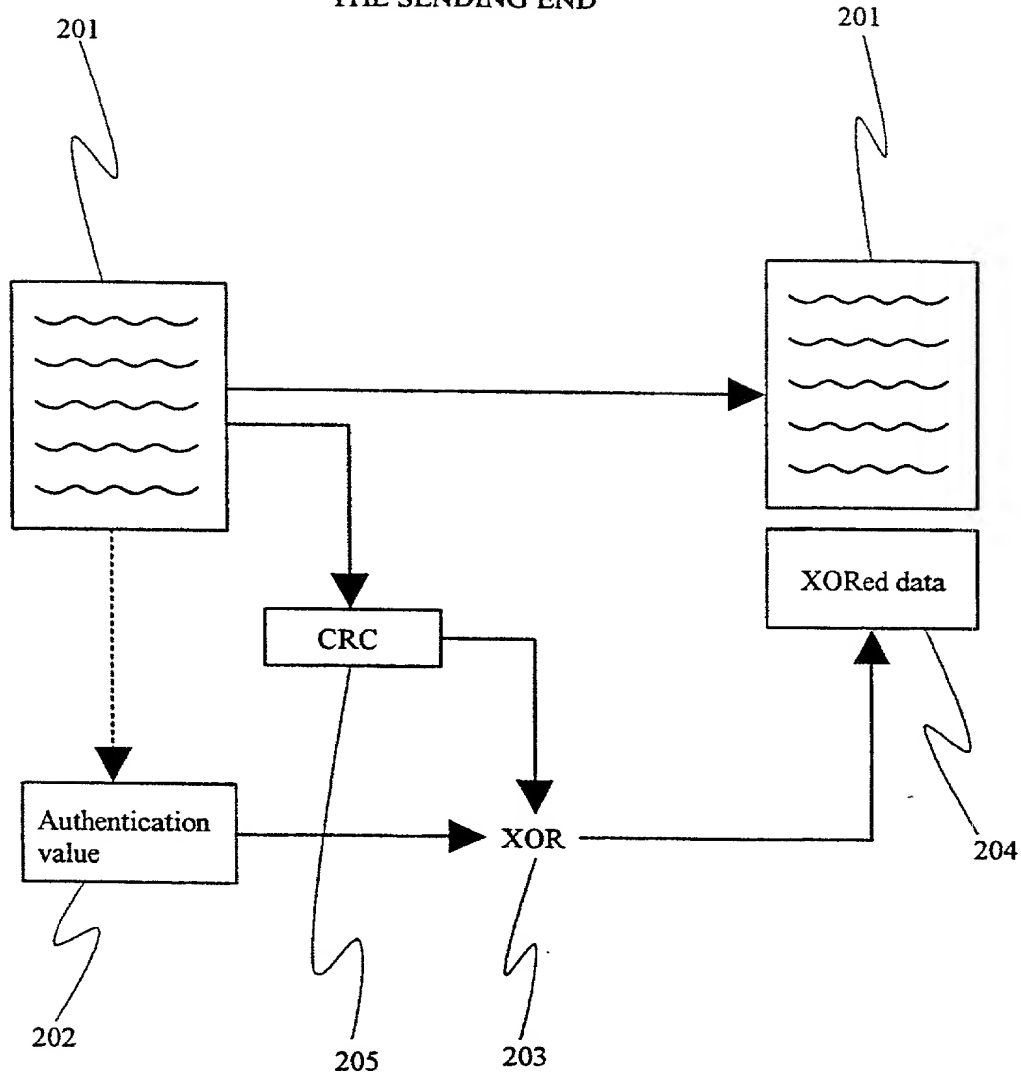 THE SENDING END
201
201
CRC
XORed data
Authentication
value
XOR
204
202
205
203